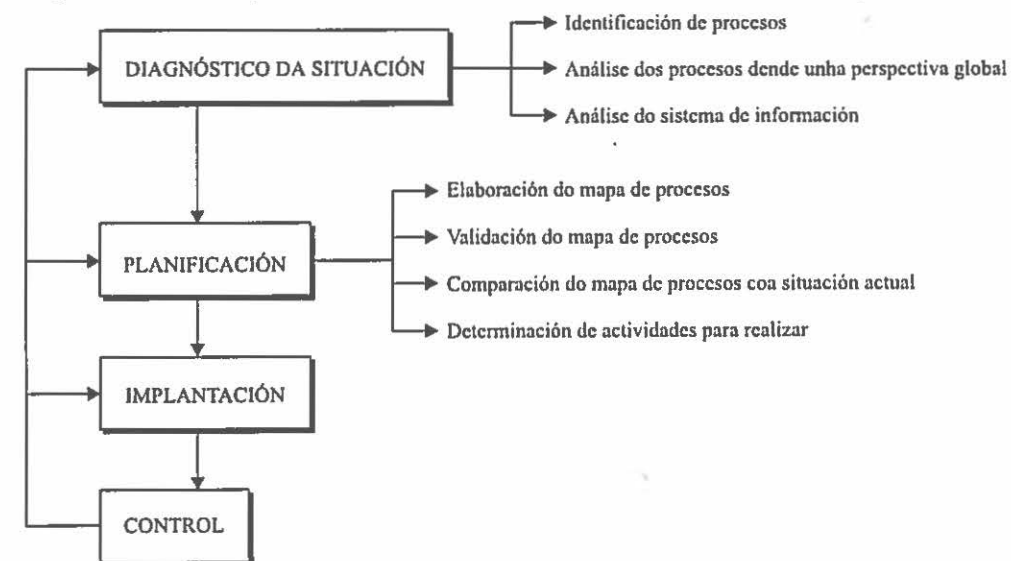 DIAGNÓSTICO DA SITUACIÓN
Identificación de procesos
Análise dos procesos dende unha perspectiva global
Análise do sistema de información
PLANIFICACIÓN
Elaboración do mapa de procesos
Validación do mapa de procesos
Comparación do mapa de procesos coa situación actual
Determinación de actividades para realizar
IMPLANTACIÓN
CONTROL